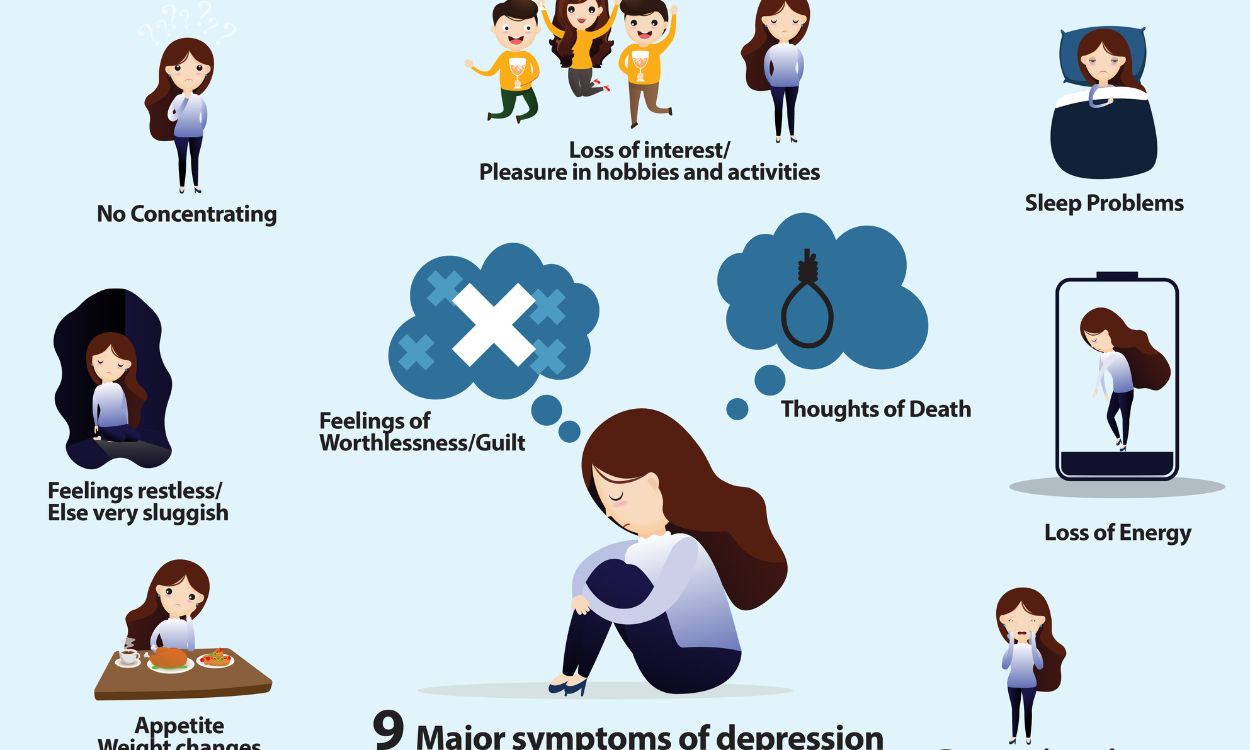 No Concentrating
Loss of interest/
Pleasure in hobbies and activities
Sleep Problems
Feelings of
Worthlessness/Guilt
Thoughts of Death
Feelings restless/
Else very sluggish
Loss of Energy
Appetite
Weight changes
9 Major symptoms of depression